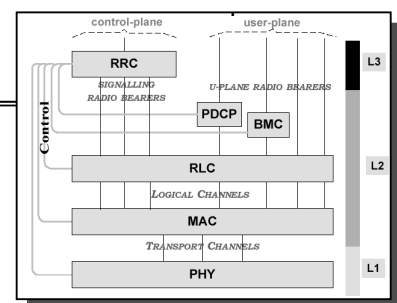 control-plane user-plane
RRC
L3
SIGNALLING
RADIO BEARERS
U-PLANE RADIO BEARERS
PDCP
BMC
Control
RLC
L2
LOGICAL CHANNELS
MAC
TRANSPORT CHANNELS
PHY
L1